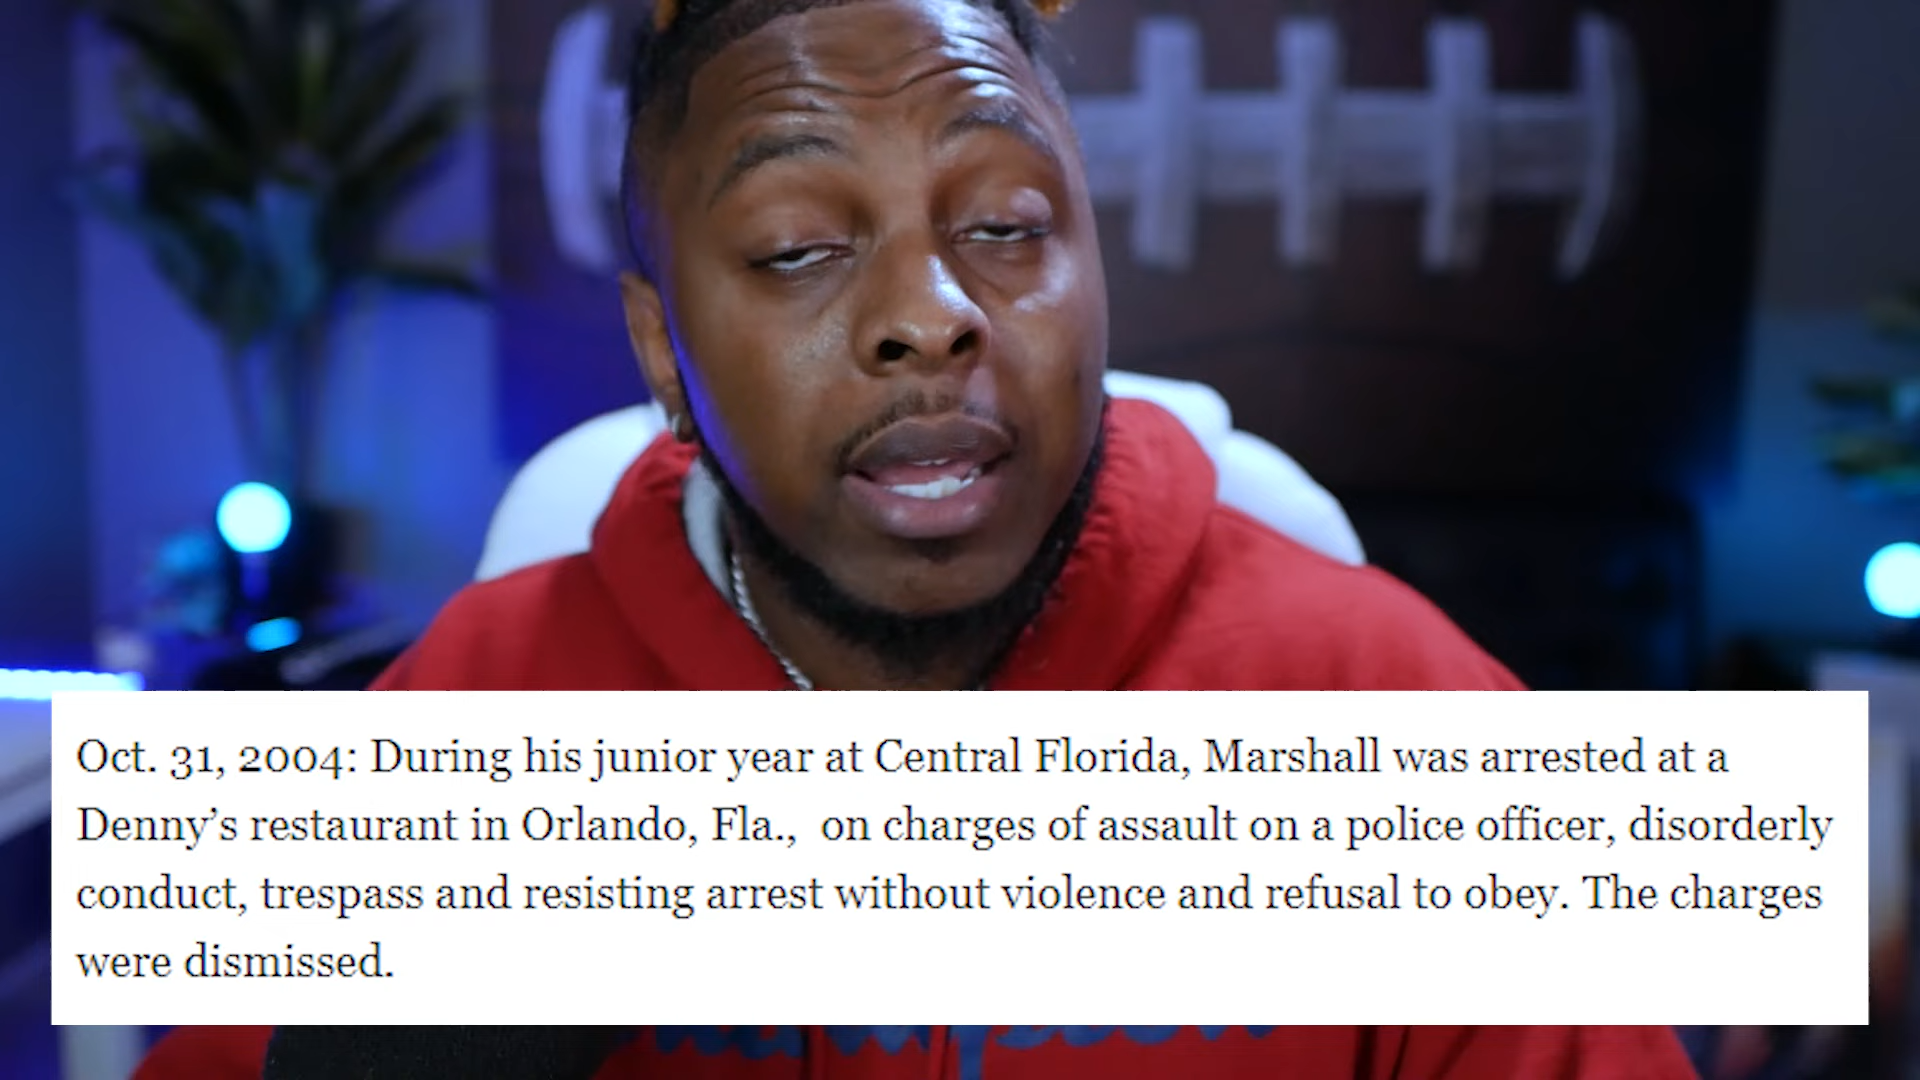 Oct. 31, 2004: During his junior year at Central Florida, Marshall was arrested at a
Denny’s restaurant in Orlando, Fla.,  on charges of assault on a police officer, disorderly
conduct, trespass and resisting arrest without violence and refusal to obey. The charges
were dismissed.